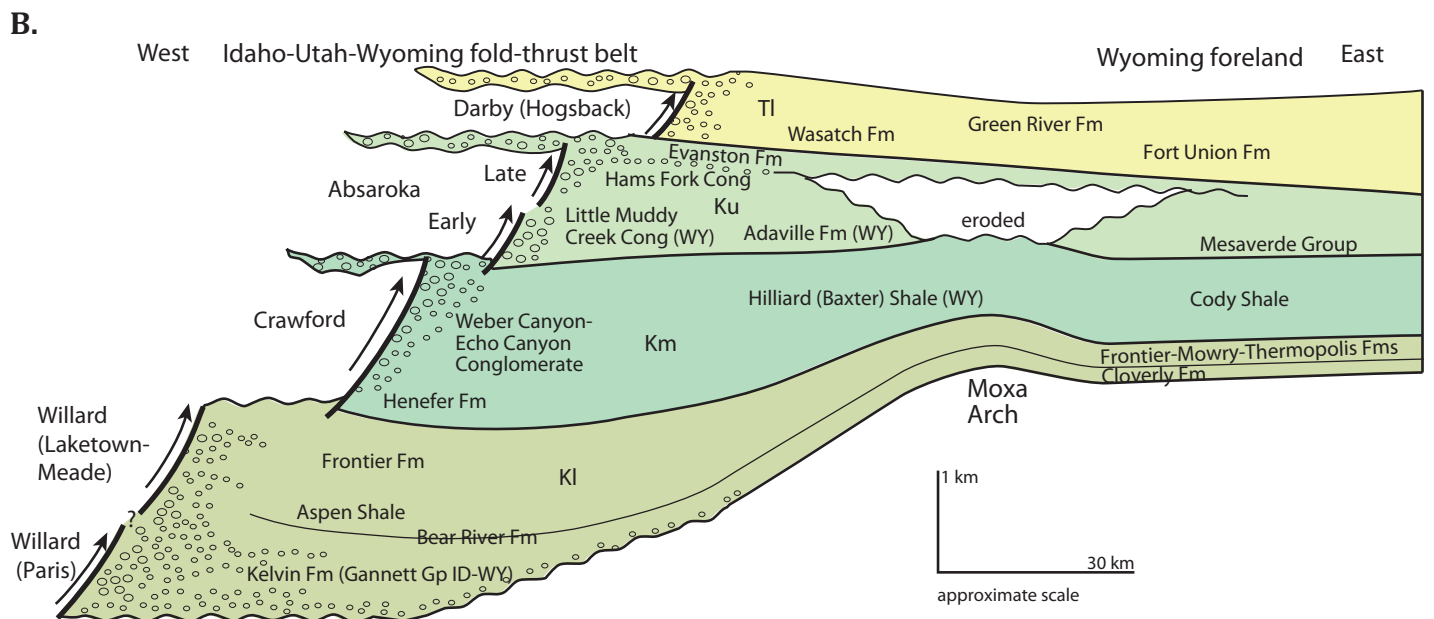 B.
West Idaho-Utah-Wyoming fold-thrust belt
Wyoming foreland East
Darby (Hogsback)
Tl
Wasatch Fm
Green River Fm
Fort Union Fm
Evanston Fm
Late
Hams Fork Cong
Absaroka
Ku
Early
Little Muddy
Creek Cong (WY)
Adaville Fm (WY)
eroded
Mesaverde Group
Crawford
Weber Canyon-
Echo Canyon
Conglomerate
Km
Hilliard (Baxter) Shale (WY)
Cody Shale
Henefer Fm
Frontier-Mowry-Thermopolis Fms
Cloverly Fm
Moxa
Arch
Willard
(Laketown-
Meade)
Frontier Fm
Kl
Aspen Shale
Bear River Fm
?
Willard
(Paris)
Kelvin Fm (Gannett Gp ID-WY)
1 km
30 km
approximate scale